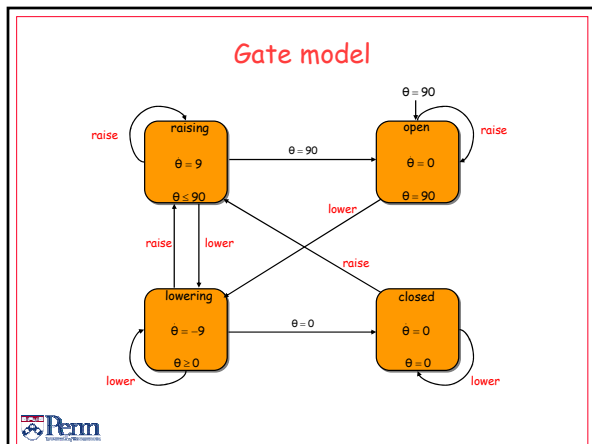 Gate model
θ = 90
raising
open
raise
raise
θ = 90
θ = 9
θ = 0
θ ≤ 90
θ = 90
lower
raise
lower
raise
lowering
closed
θ = 0
θ = −9
θ = 0
θ ≥ 0
θ = 0
lower
lower
Penn